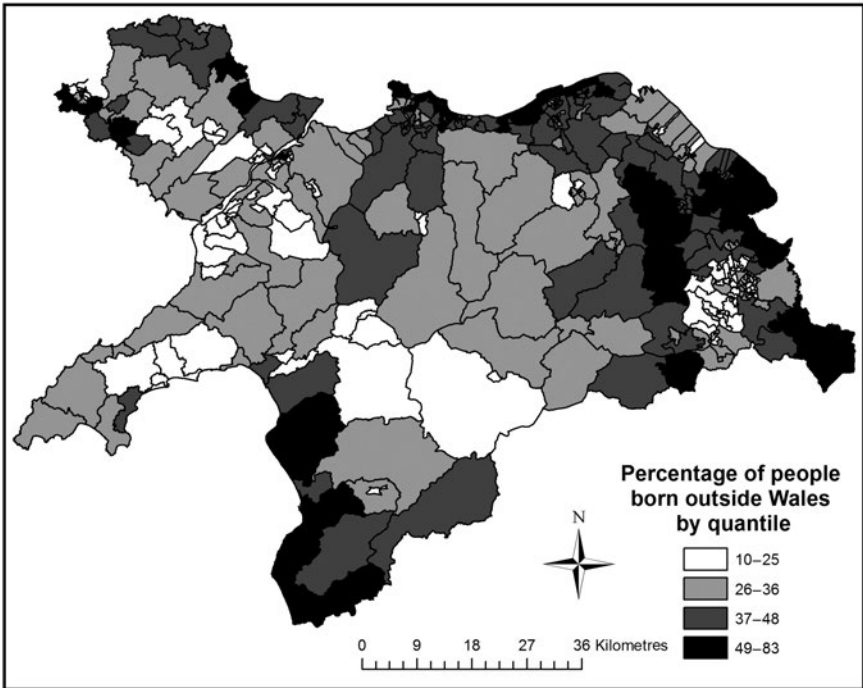 Percentage of people
born outside Wales
by quantile
10–25
26–36
37–48
49–83
N
0 9 18 27 36 Kilometres